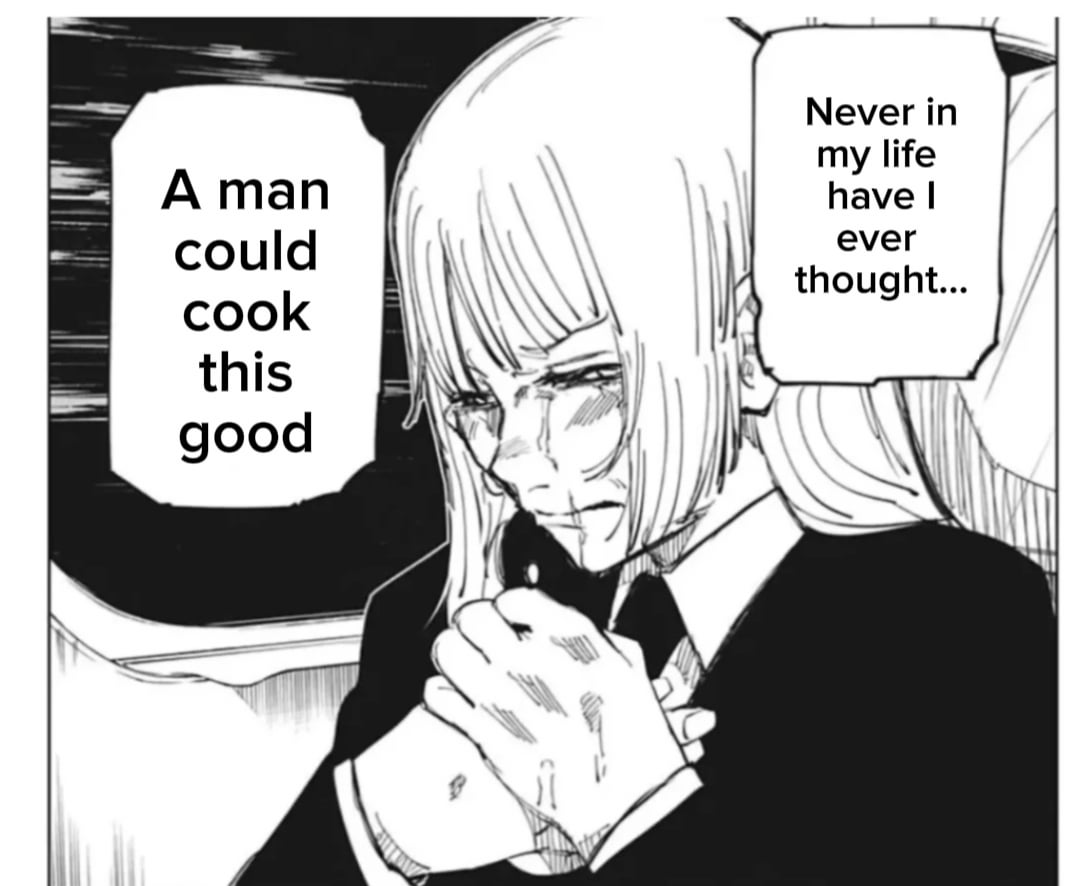 Never in
my life
have I
ever
thought...
A man
could
cook
this
good